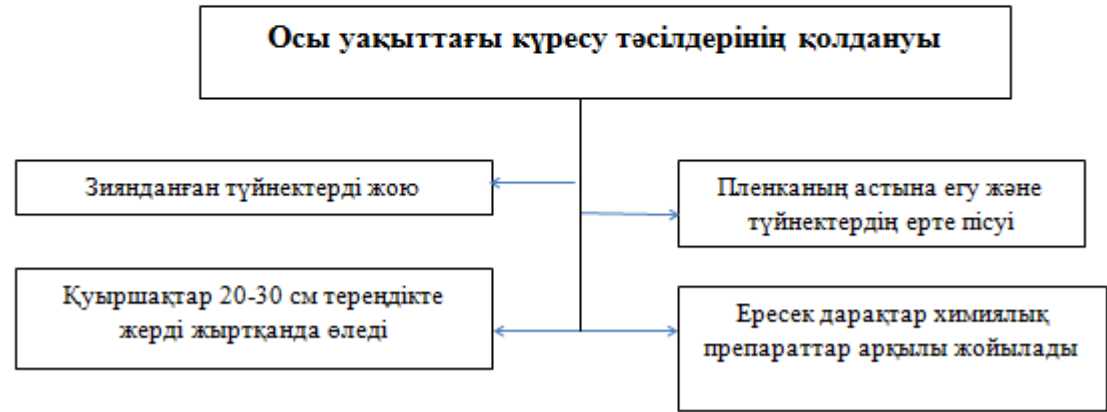 Осы уақыттағы күресу тәсілдерінің қолдануы
Зиянданған түйнектерді жою
Пленканың астына егу және
түйнектердің ерте пісуі
Қуыршақтар 20-30 см тереңдікте
жерді жыртқанда өледі
Ересек дарақтар химиялық
препараттар арқылы жойылады